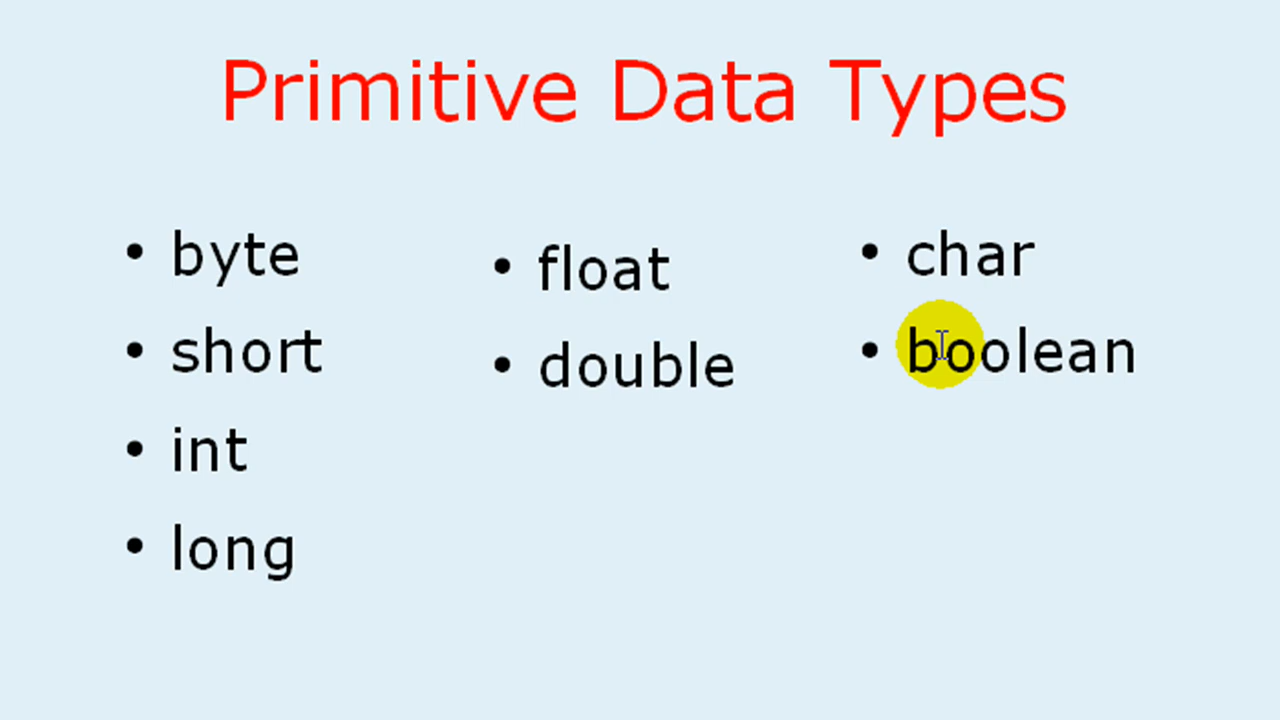 Primitive Data Types
• byte
• short
• int
• long
• float
• double
• char
• boolean